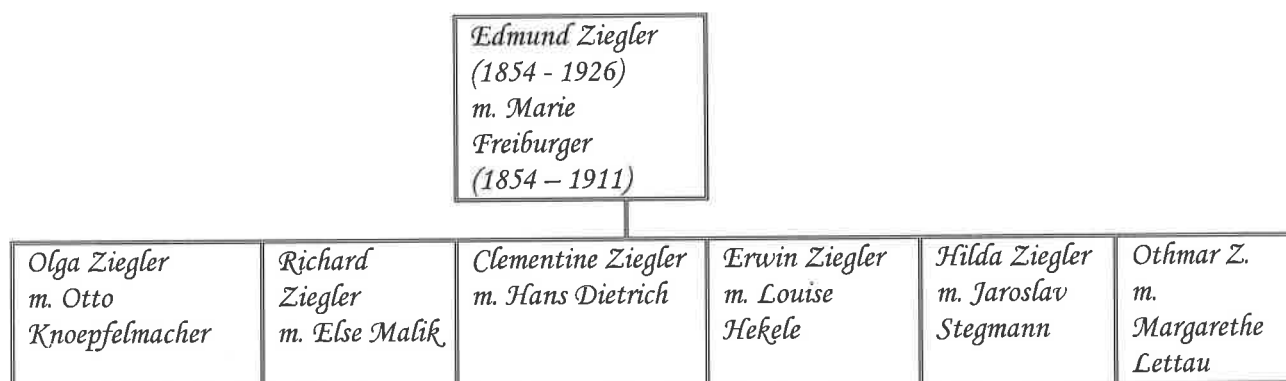 Edmund Ziegler
(1854 - 1926)
m. Marie
Freiburger
(1854 – 1911)
Olga Ziegler
m. Otto
Knoepfelmacher
Richard
Ziegler
m. Else Malik
Clementine Ziegler
m. Hans Dietrich
Erwin Ziegler
m. Louise
Hekele
Hilda Ziegler
m. Jaroslav
Stegmann
Othmar Z.
m.
Margarethe
Lettau